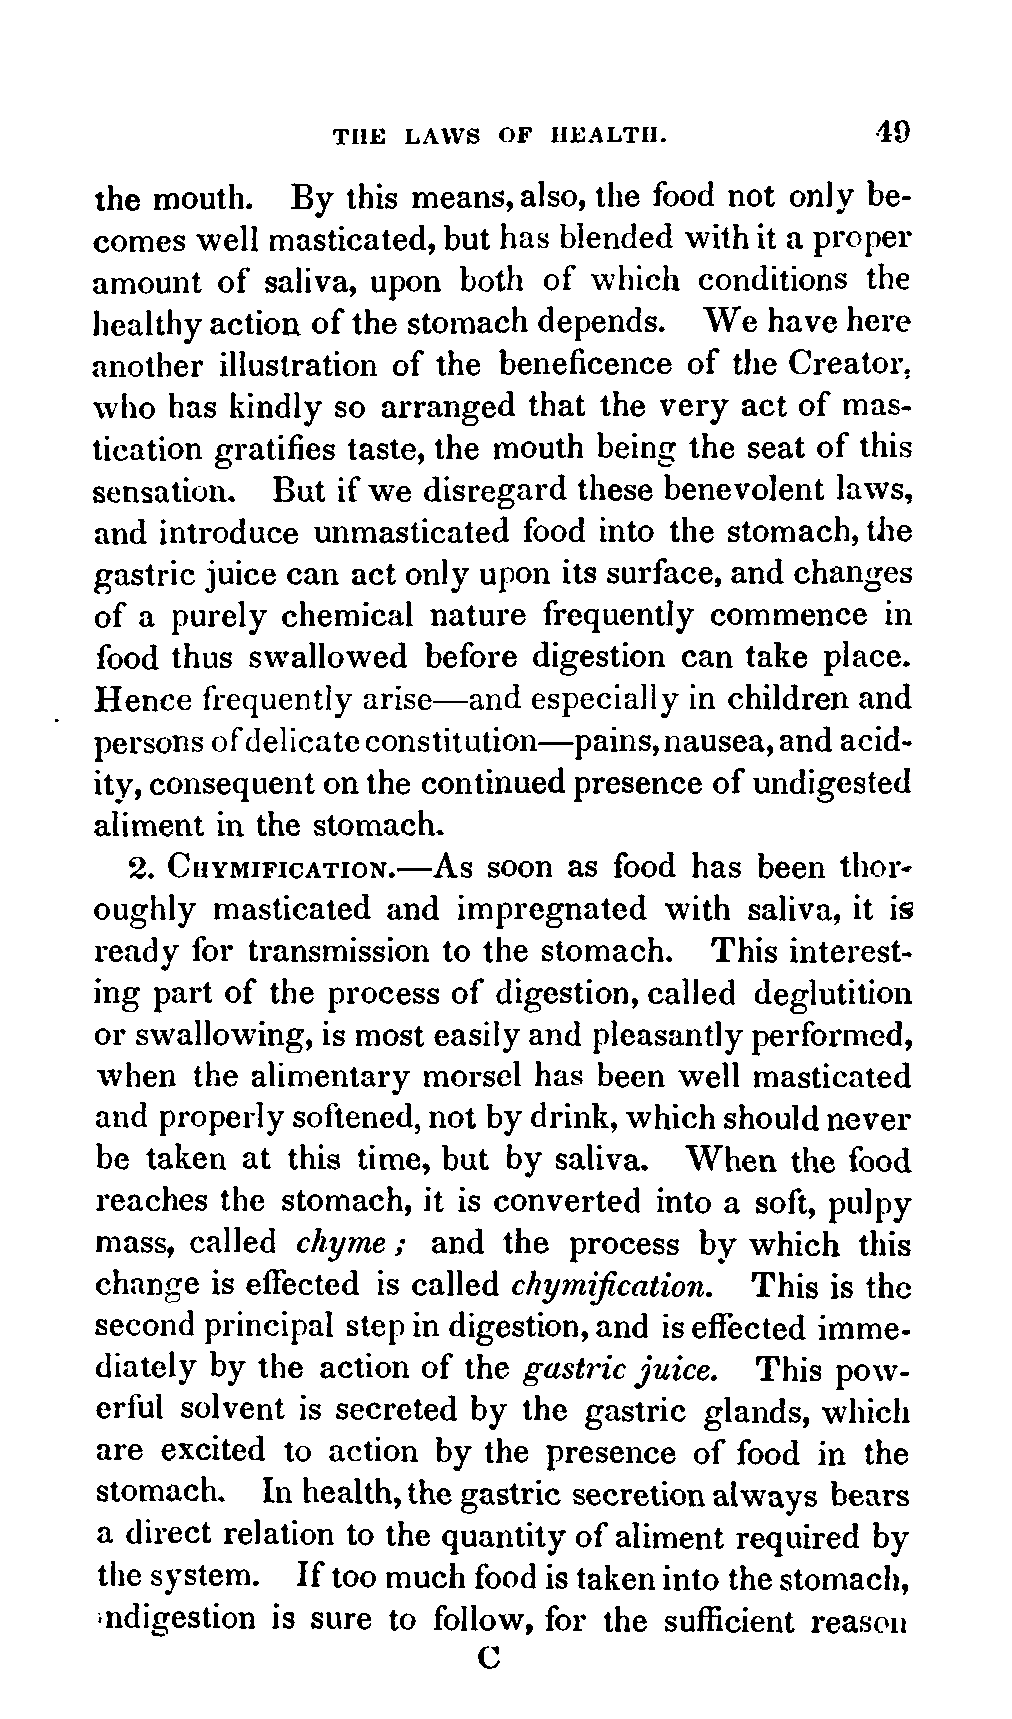 THE LAWS OF HEALTH. 49
the mouth. By this means, also, the food not only be-
comes well masticated, but has blended with it a proper
amount of saliva, upon both of which conditions the
healthy action of the stomach depends. We have here
another illustration of the beneficence of the Creator,
who has kindly so arranged that the very act of mas-
tication gratifies taste, the mouth being the seat of this
sensation. But if we disregard these benevolent laws,
and introduce unmasticated food into the stomach, the
gastric juice can act only upon its surface, and changes
of a purely chemical nature frequently commence in
food thus swallowed before digestion can take place.
Hence frequently arise—and especially in children and
persons of delicate constitution—pains, nausea, and acid-
ity, consequent on the continued presence of undigested
aliment in the stomach.
2. CHYMIFICATION.—As soon as food has been thor-
oughly masticated and impregnated with saliva, it is
ready for transmission to the stomach. This interest-
ing part of the process of digestion, called deglutition
or swallowing, is most easily and pleasantly performed,
when the alimentary morsel has been well masticated
and properly softened, not by drink, which should never
be taken at this time, but by saliva. When the food
reaches the stomach, it is converted into a soft, pulpy
mass, called chyme; and the process by which this
change is effected is called chymification. This is the
second principal step in digestion, and is effected imme-
diately by the action of the gastric juice. This pow-
erful solvent is secreted by the gastric glands, which
are excited to action by the presence of food in the
stomach. In health, the gastric secretion always bears
a direct relation to the quantity of aliment required by
the system. If too much food is taken into the stomach,
indigestion is sure to follow, for the sufficient reason
C